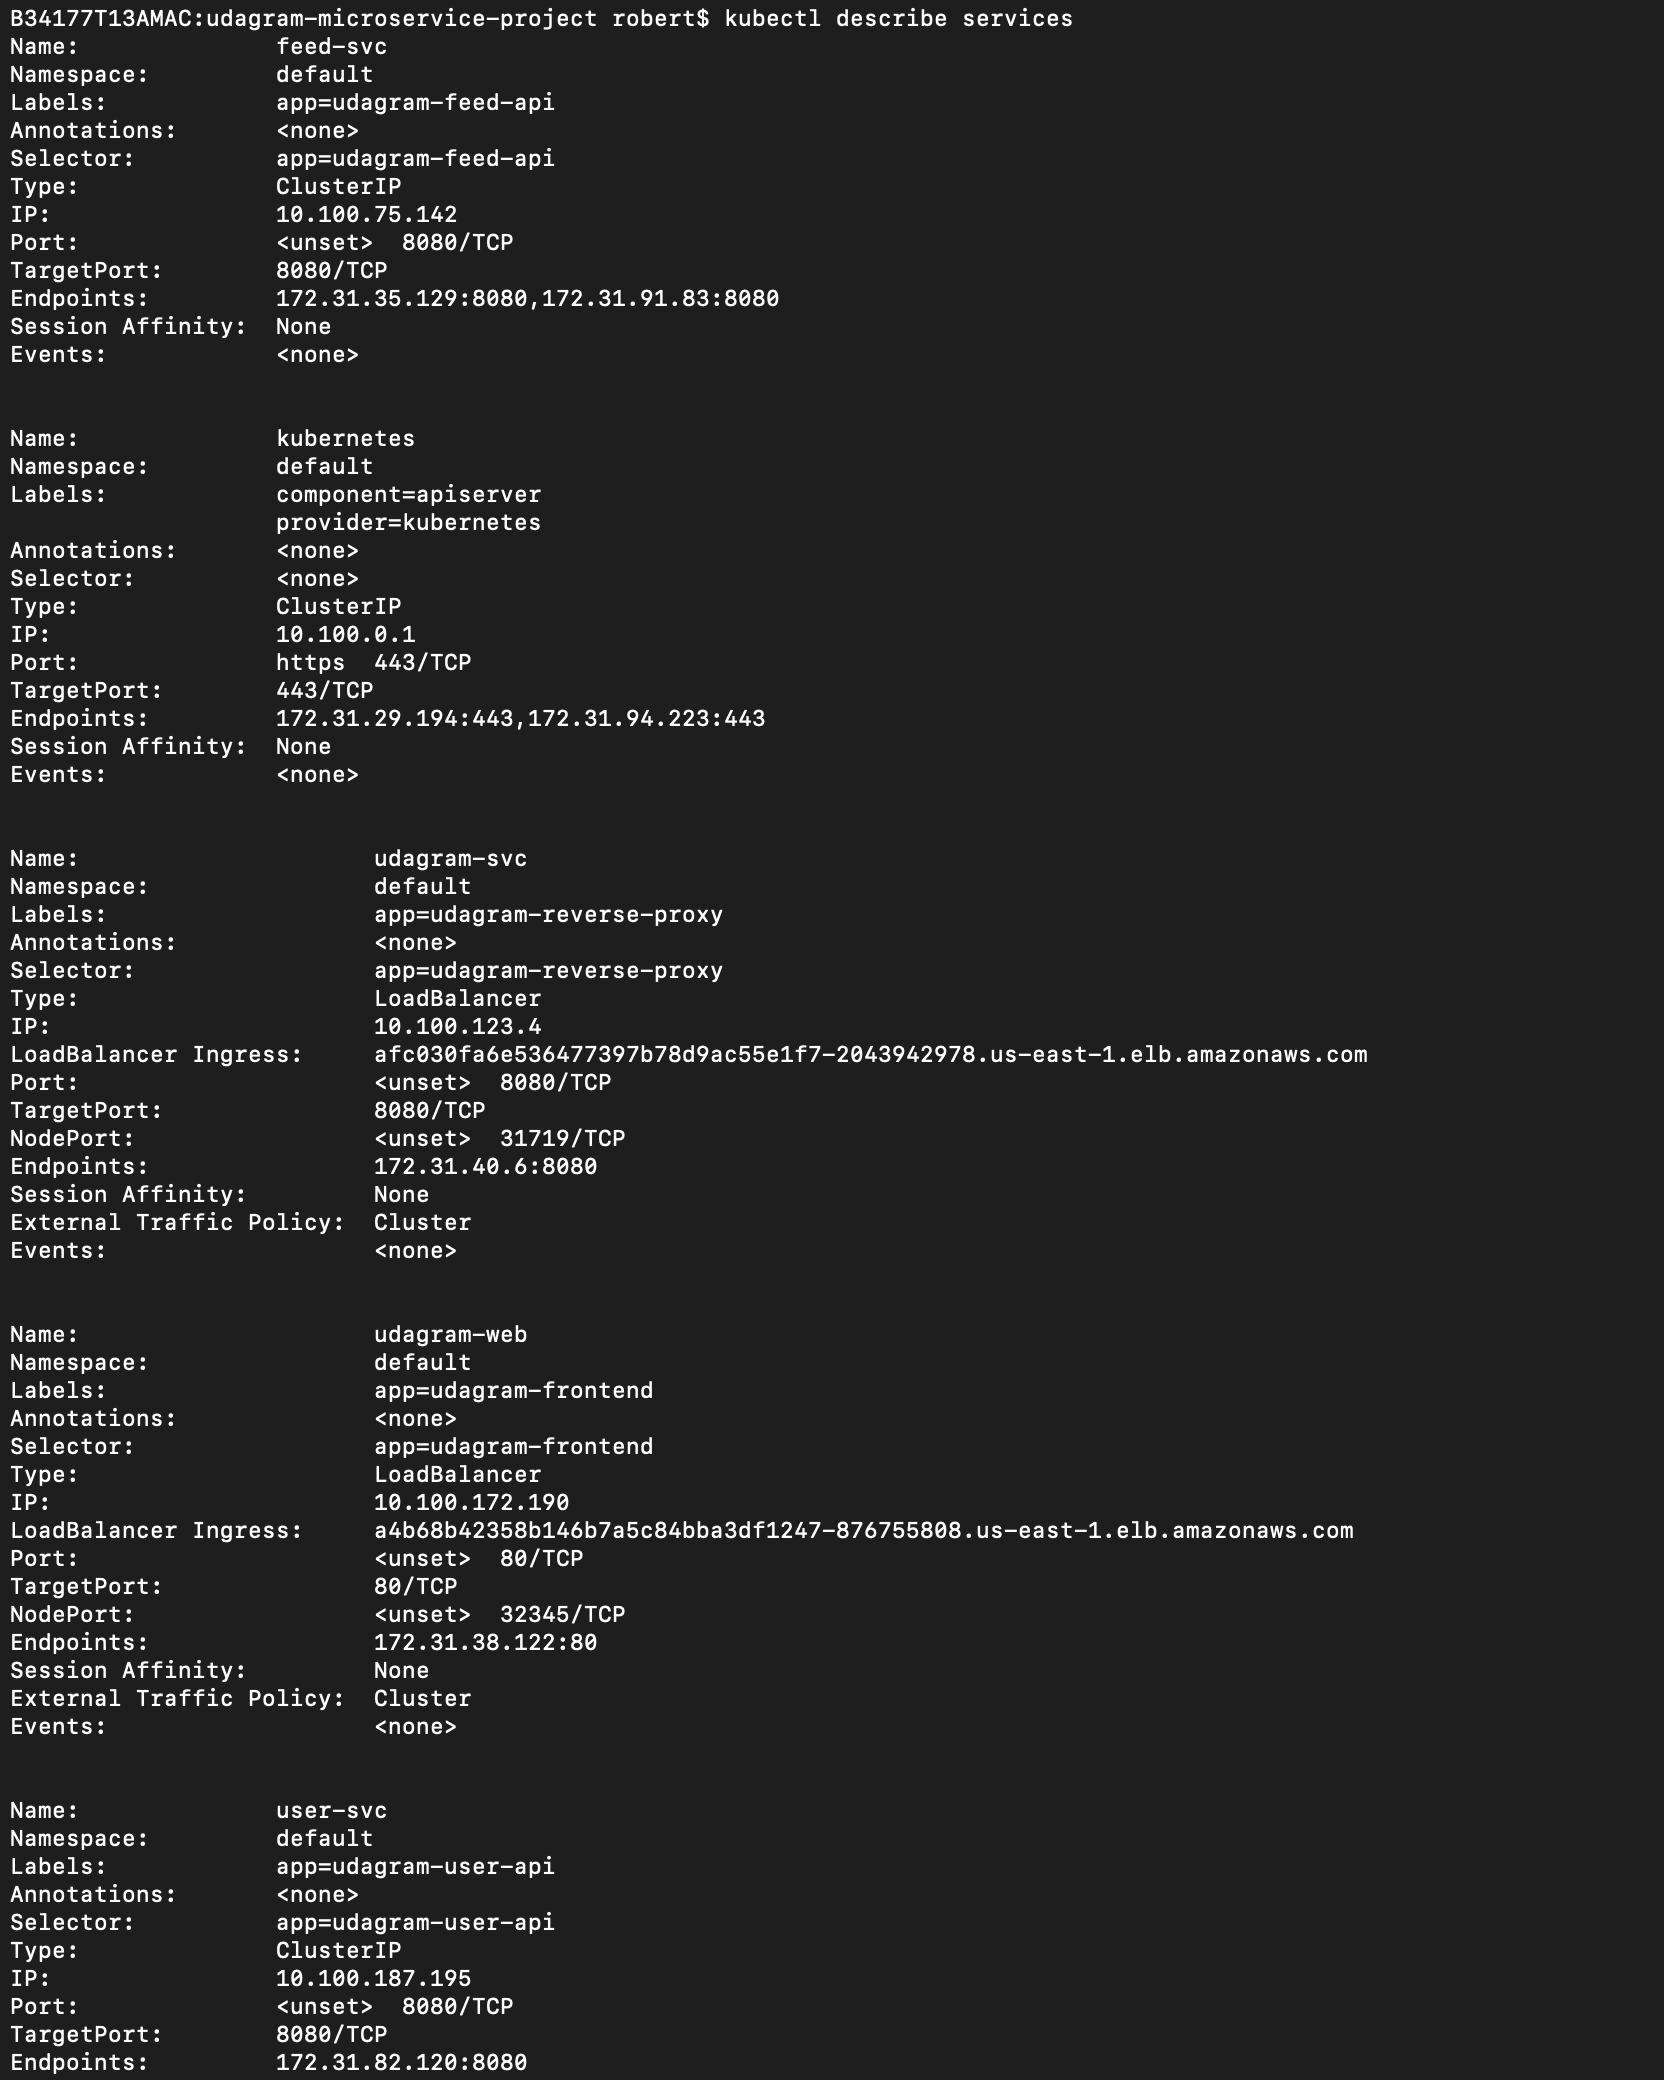 B34177T13AMAC:udagram-microservice-project robert$ kubectl describe services
Name:              feed-svc
Namespace:         default
Labels:            app=udagram-feed-api
Annotations:       <none>
Selector:          app=udagram-feed-api
Type:              ClusterIP
IP:                10.100.75.142
Port:              <unset>  8080/TCP
TargetPort:        8080/TCP
Endpoints:         172.31.35.129:8080,172.31.91.83:8080
Session Affinity:  None
Events:            <none>
Name:              kubernetes
Namespace:         default
Labels:            component=apiserver
                   provider=kubernetes
Annotations:       <none>
Selector:          <none>
Type:              ClusterIP
IP:                10.100.0.1
Port:              https  443/TCP
TargetPort:        443/TCP
Endpoints:         172.31.29.194:443,172.31.94.223:443
Session Affinity:  None
Events:            <none>
Name:                     udagram-svc
Namespace:                default
Labels:                   app=udagram-reverse-proxy
Annotations:              <none>
Selector:                 app=udagram-reverse-proxy
Type:                     LoadBalancer
IP:                       10.100.123.4
LoadBalancer Ingress:     afc030fa6e536477397b78d9ac55e1f7-2043942978.us-east-1.elb.amazonaws.com
Port:                     <unset>  8080/TCP
TargetPort:               8080/TCP
NodePort:                 <unset>  31719/TCP
Endpoints:                172.31.40.6:8080
Session Affinity:         None
External Traffic Policy:  Cluster
Events:                   <none>
Name:                     udagram-web
Namespace:                default
Labels:                   app=udagram-frontend
Annotations:              <none>
Selector:                 app=udagram-frontend
Type:                     LoadBalancer
IP:                       10.100.172.190
LoadBalancer Ingress:     a4b68b42358b146b7a5c84bba3df1247-876755808.us-east-1.elb.amazonaws.com
Port:                     <unset>  80/TCP
TargetPort:               80/TCP
NodePort:                 <unset>  32345/TCP
Endpoints:                172.31.38.122:80
Session Affinity:         None
External Traffic Policy:  Cluster
Events:                   <none>
Name:              user-svc
Namespace:         default
Labels:            app=udagram-user-api
Annotations:       <none>
Selector:          app=udagram-user-api
Type:              ClusterIP
IP:                10.100.187.195
Port:              <unset>  8080/TCP
TargetPort:        8080/TCP
Endpoints:         172.31.82.120:8080